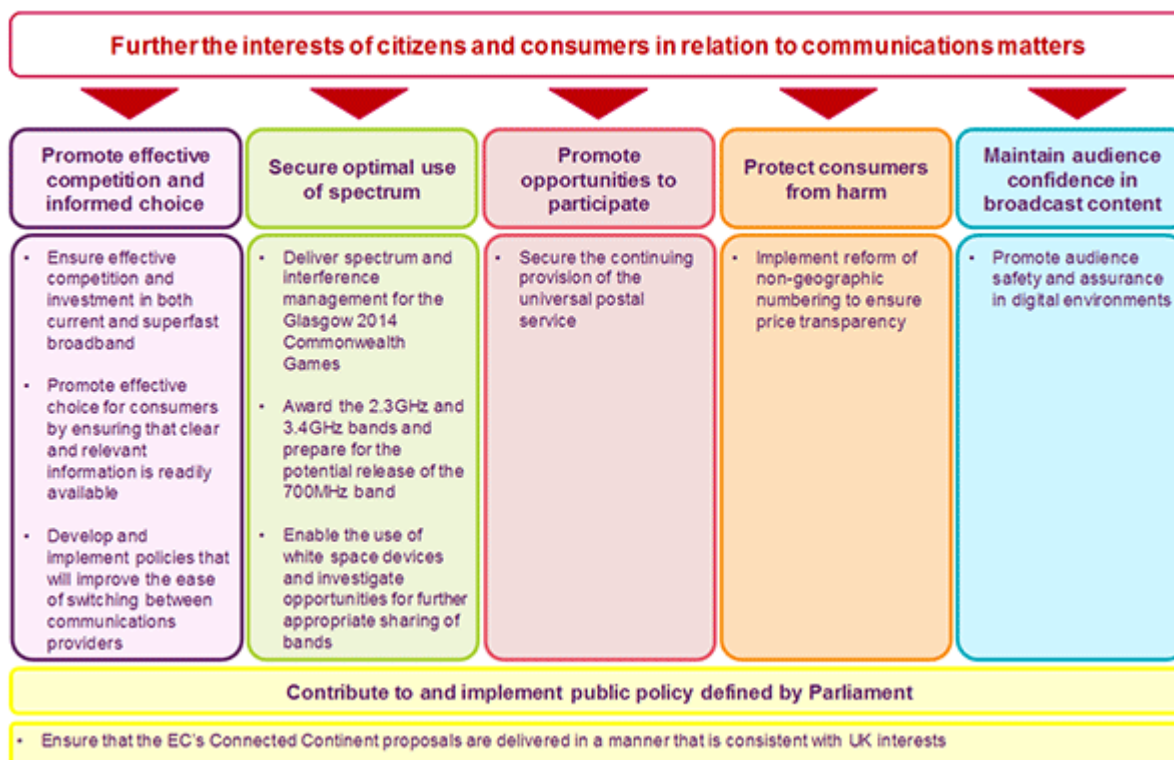 Further the interests of citizens and consumers in relation to communications matters
Promote effective
competition and
informed choice
Secure optimal use
of spectrum
Promote
opportunities to
participate
Protect consumers
from harm
Maintain audience
confidence in
broadcast content
• Ensure effective
competition and
investment in both
current and superfast
broadband
• Promote effective
choice for consumers
by ensuring that clear
and relevant
information is readily
available
• Develop and
implement policies that
will improve the ease
of switching between
communications
providers
• Deliver spectrum and
interference
management for the
Glasgow 2014
Commonwealth
Games
• Award the 2.3GHz and
3.4GHz bands and
prepare for the
potential release of the
700MHz band
• Enable the use of
white space devices
and investigate
opportunities for further
appropriate sharing of
bands
• Secure the continuing
provision of the
universal postal
service
• Implement reform of
non-geographic
numbering to ensure
price transparency
• Promote audience
safety and assurance
in digital environments
Contribute to and implement public policy defined by Parliament
• Ensure that the EC's Connected Continent proposals are delivered in a manner that is consistent with UK interests